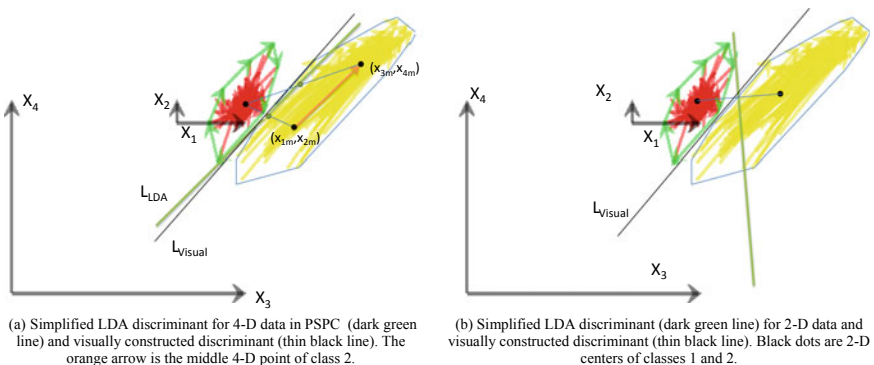 X4
X2
X1
(x3m,x4m)
(x1m,x2m)
LLDA
LVisual
X3
(a) Simplified LDA discriminant for 4-D data in PSPC (dark green
line) and visually constructed discriminant (thin black line). The
orange arrow is the middle 4-D point of class 2.
X4
X2
X1
LVisual
X3
(b) Simplified LDA discriminant (dark green line) for 2-D data and
visually constructed discriminant (thin black line). Black dots are 2-D
centers of classes 1 and 2.